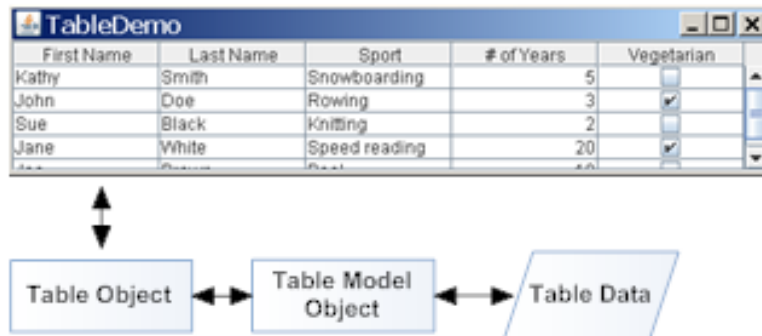 TableDemo
First Name Last Name Sport # of Years Vegetarian
Kathy Smith Snowboarding 5
John Doe Rowing 3
Sue Black Knitting 2
Jane White Speed reading 20
Table Object
Table Model
Object
Table Data